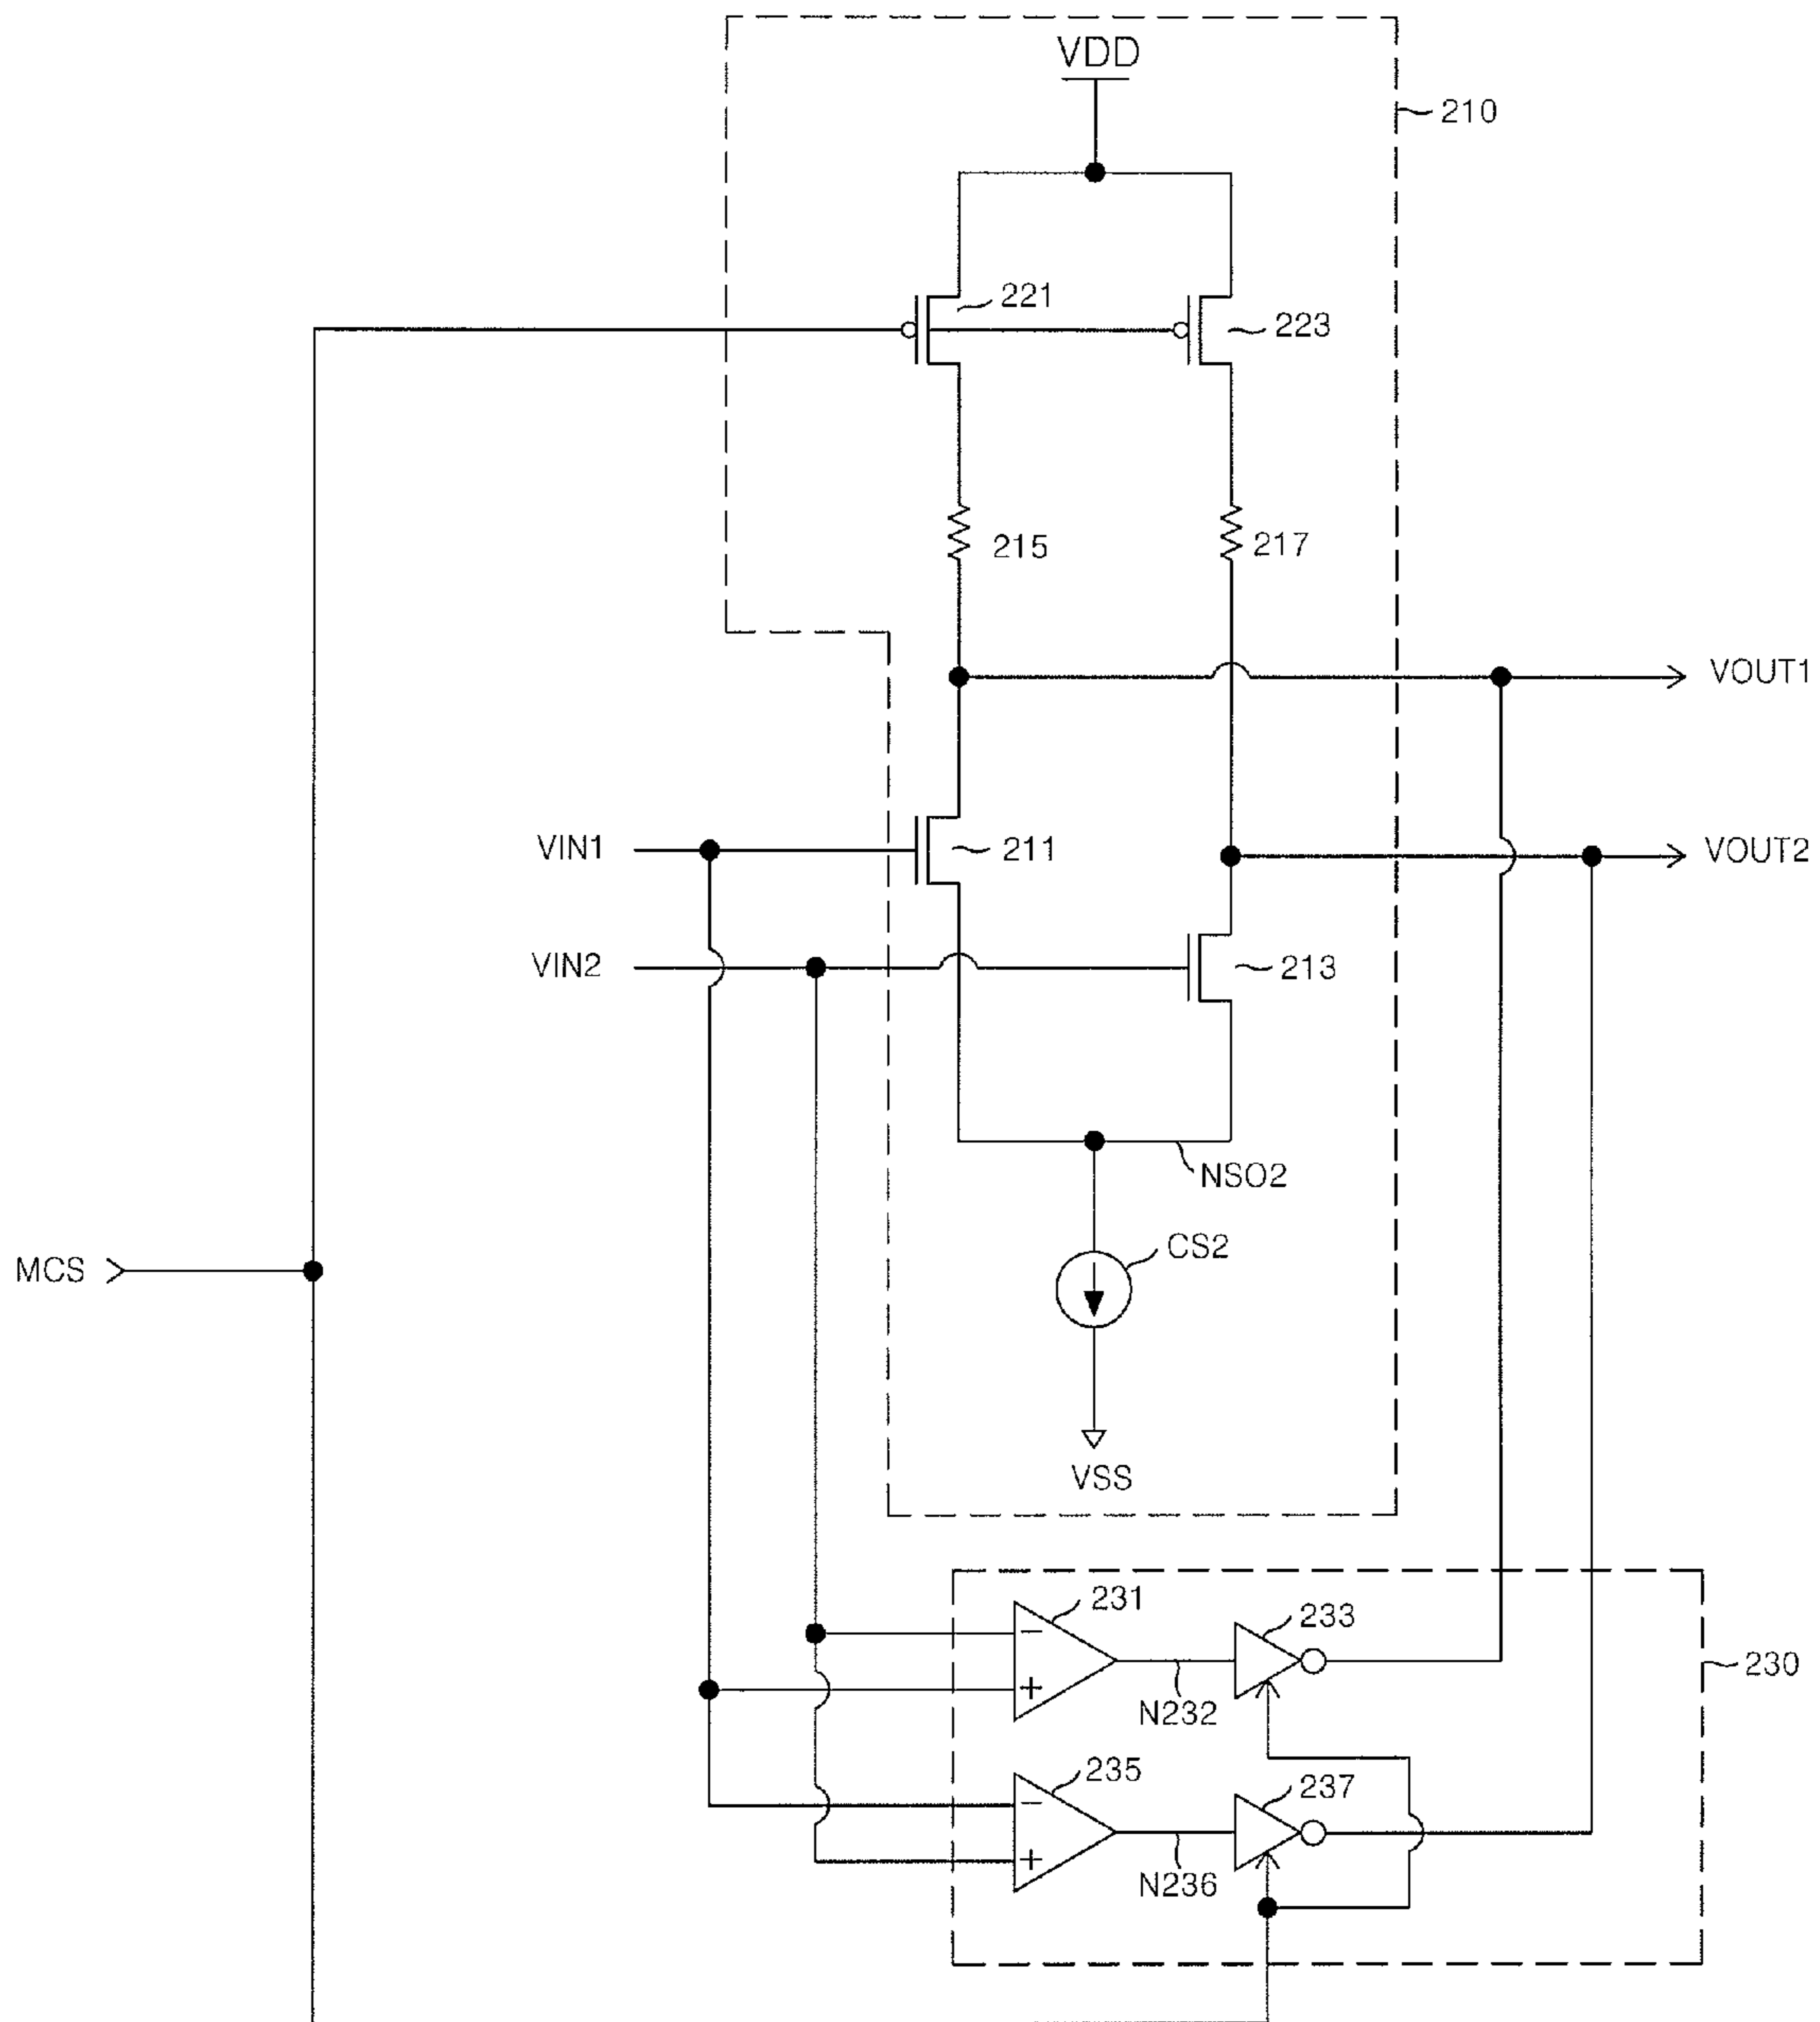 VDD
210
221
223
215
217
VOUT1
VIN1
211
VOUT2
VIN2
213
NSO2
CS2
MCS
VSS
231
233
-
+
N232
230
235
237
-
+
N236